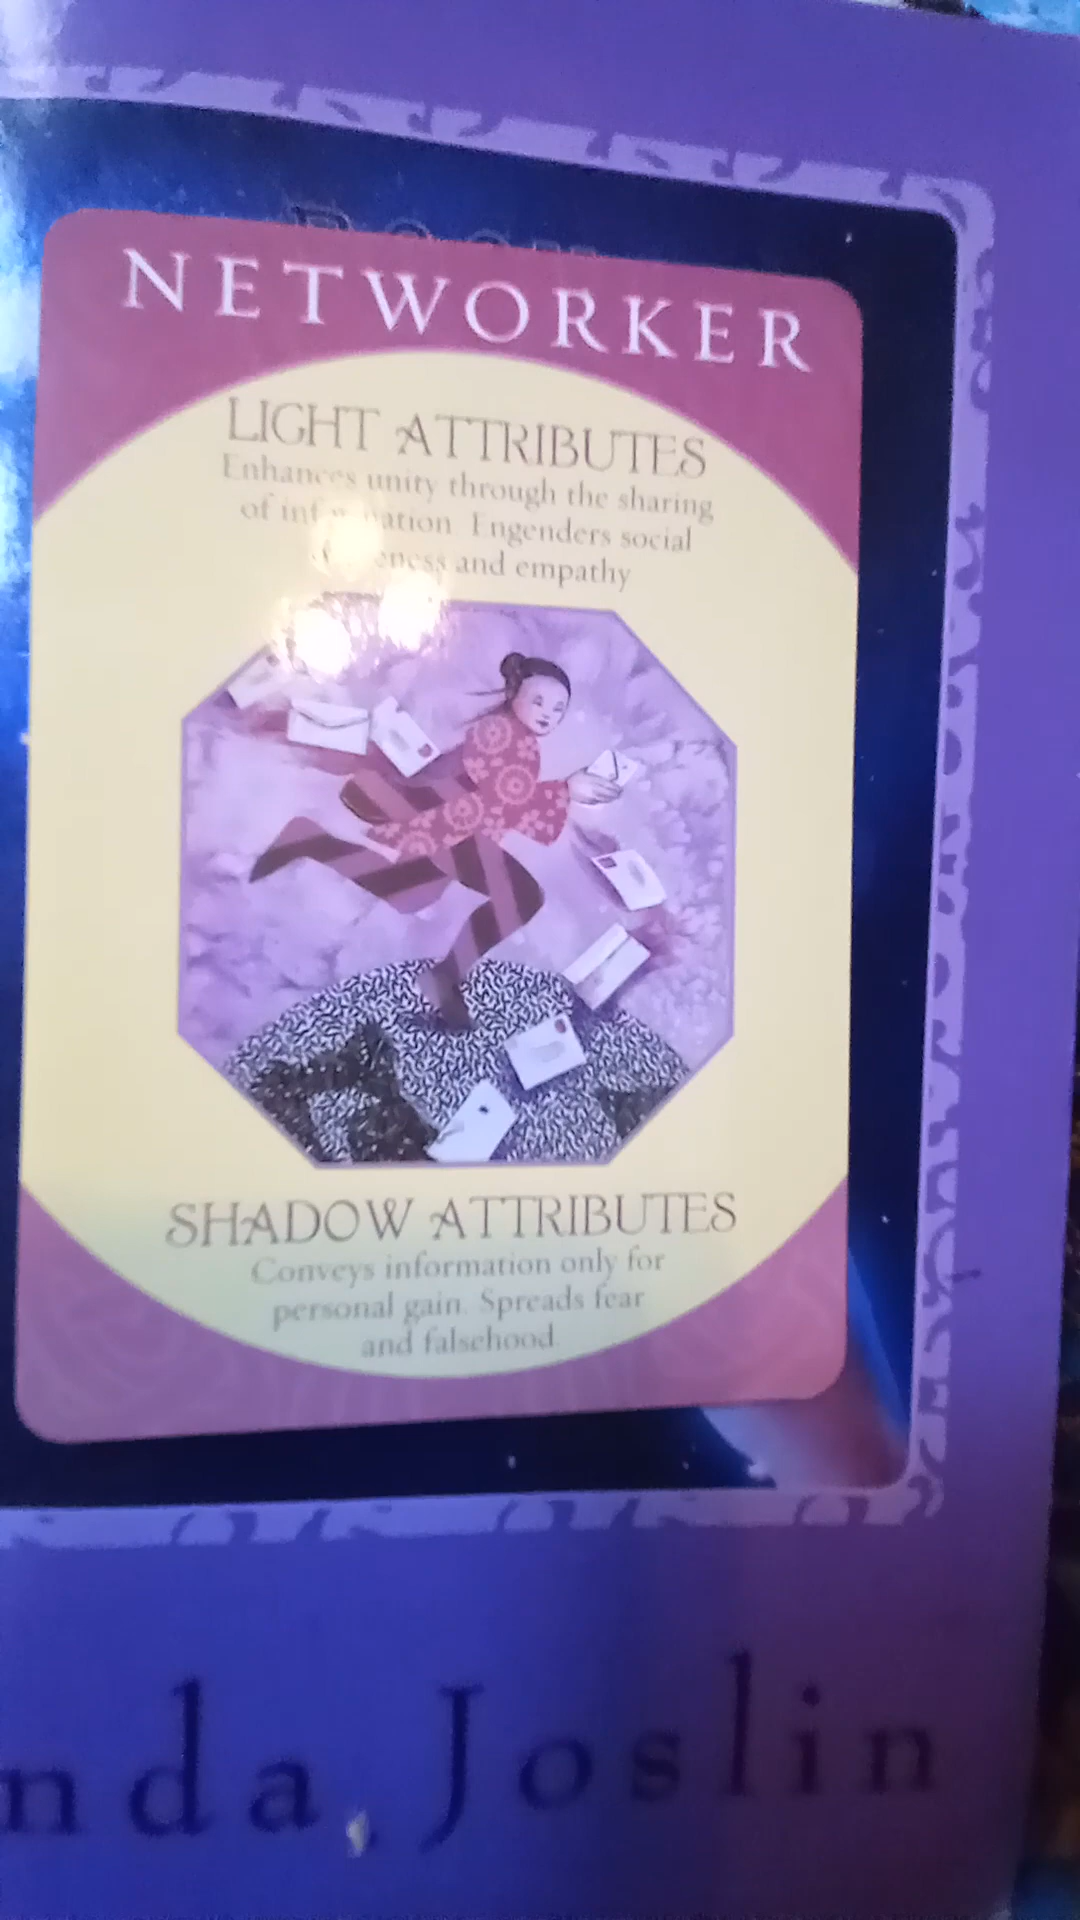 NETWORKER
LIGHT ATTRIBUTES
Enhances unity through the sharing
of information Engenders social
and empathy
SHADOW ATTRIBUTES
Conveys information only for
personal gain. Spreads fear
and falsehood.
nda, Joslin